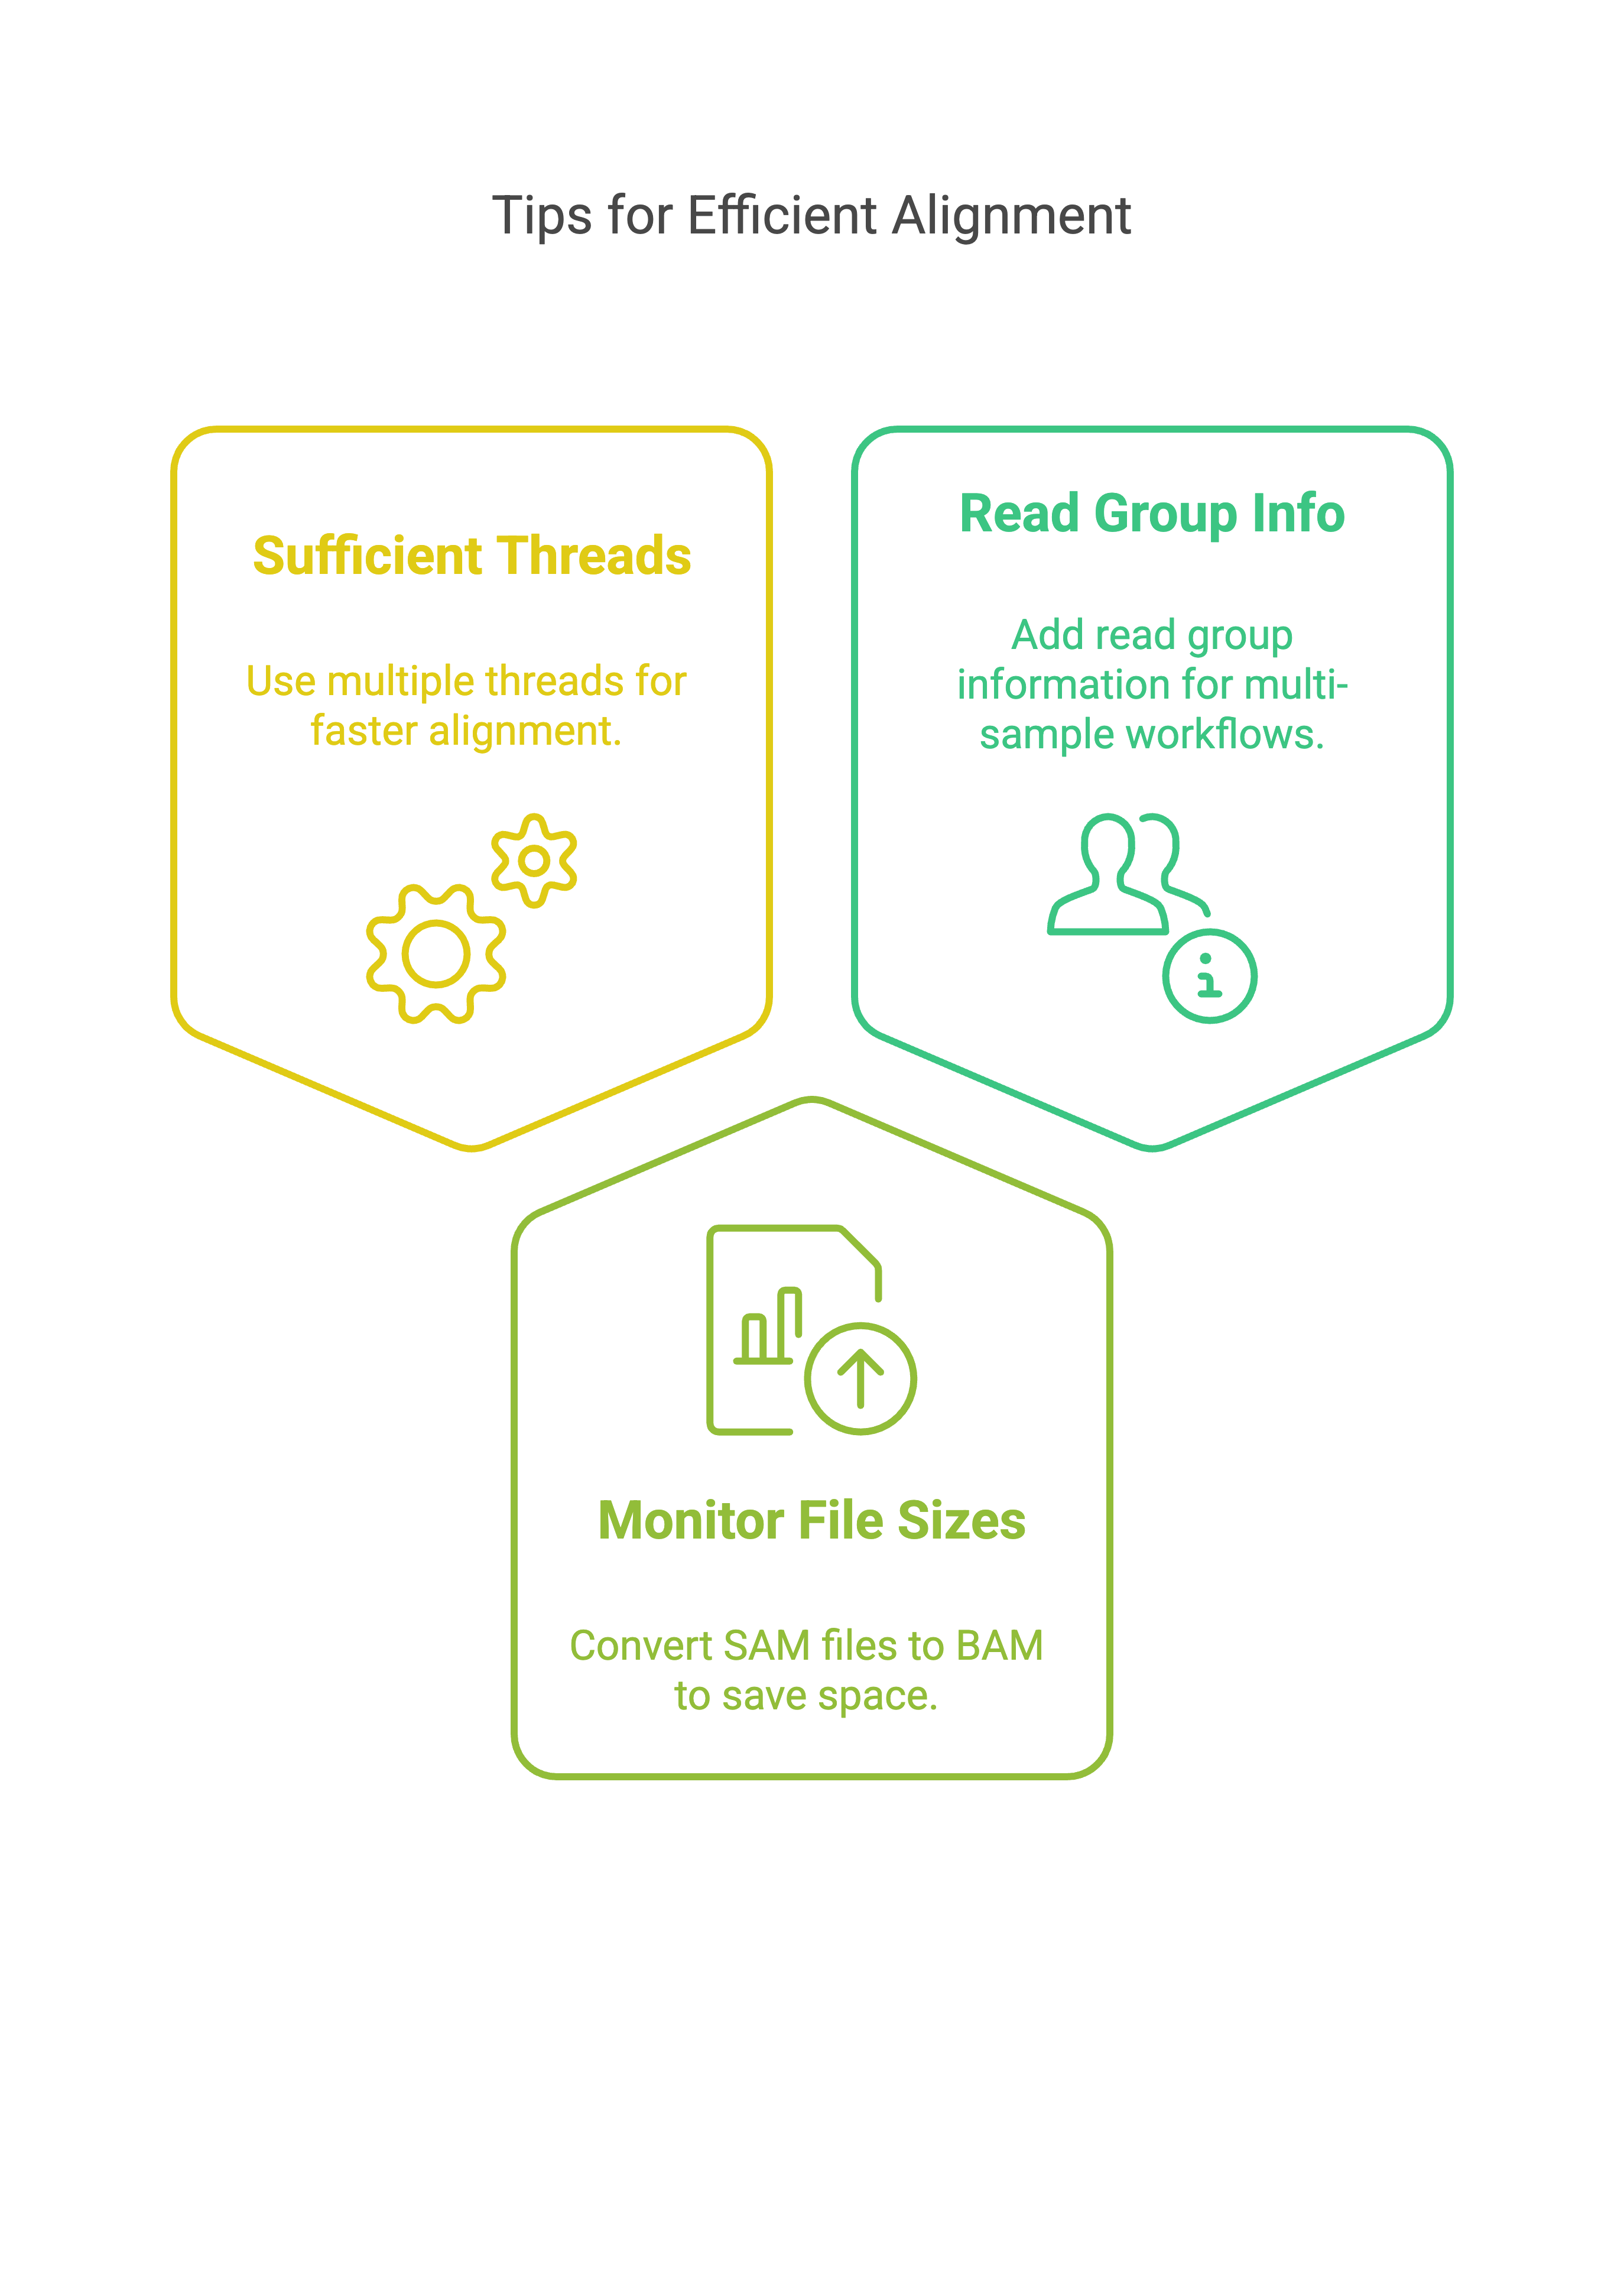 Tips for Efficient Alignment
Sufficient Threads
Use multiple threads for
faster alignment.
Read Group Info
Add read group
information for multi-
sample workflows.
Monitor File Sizes
Convert SAM files to BAM
to save space.